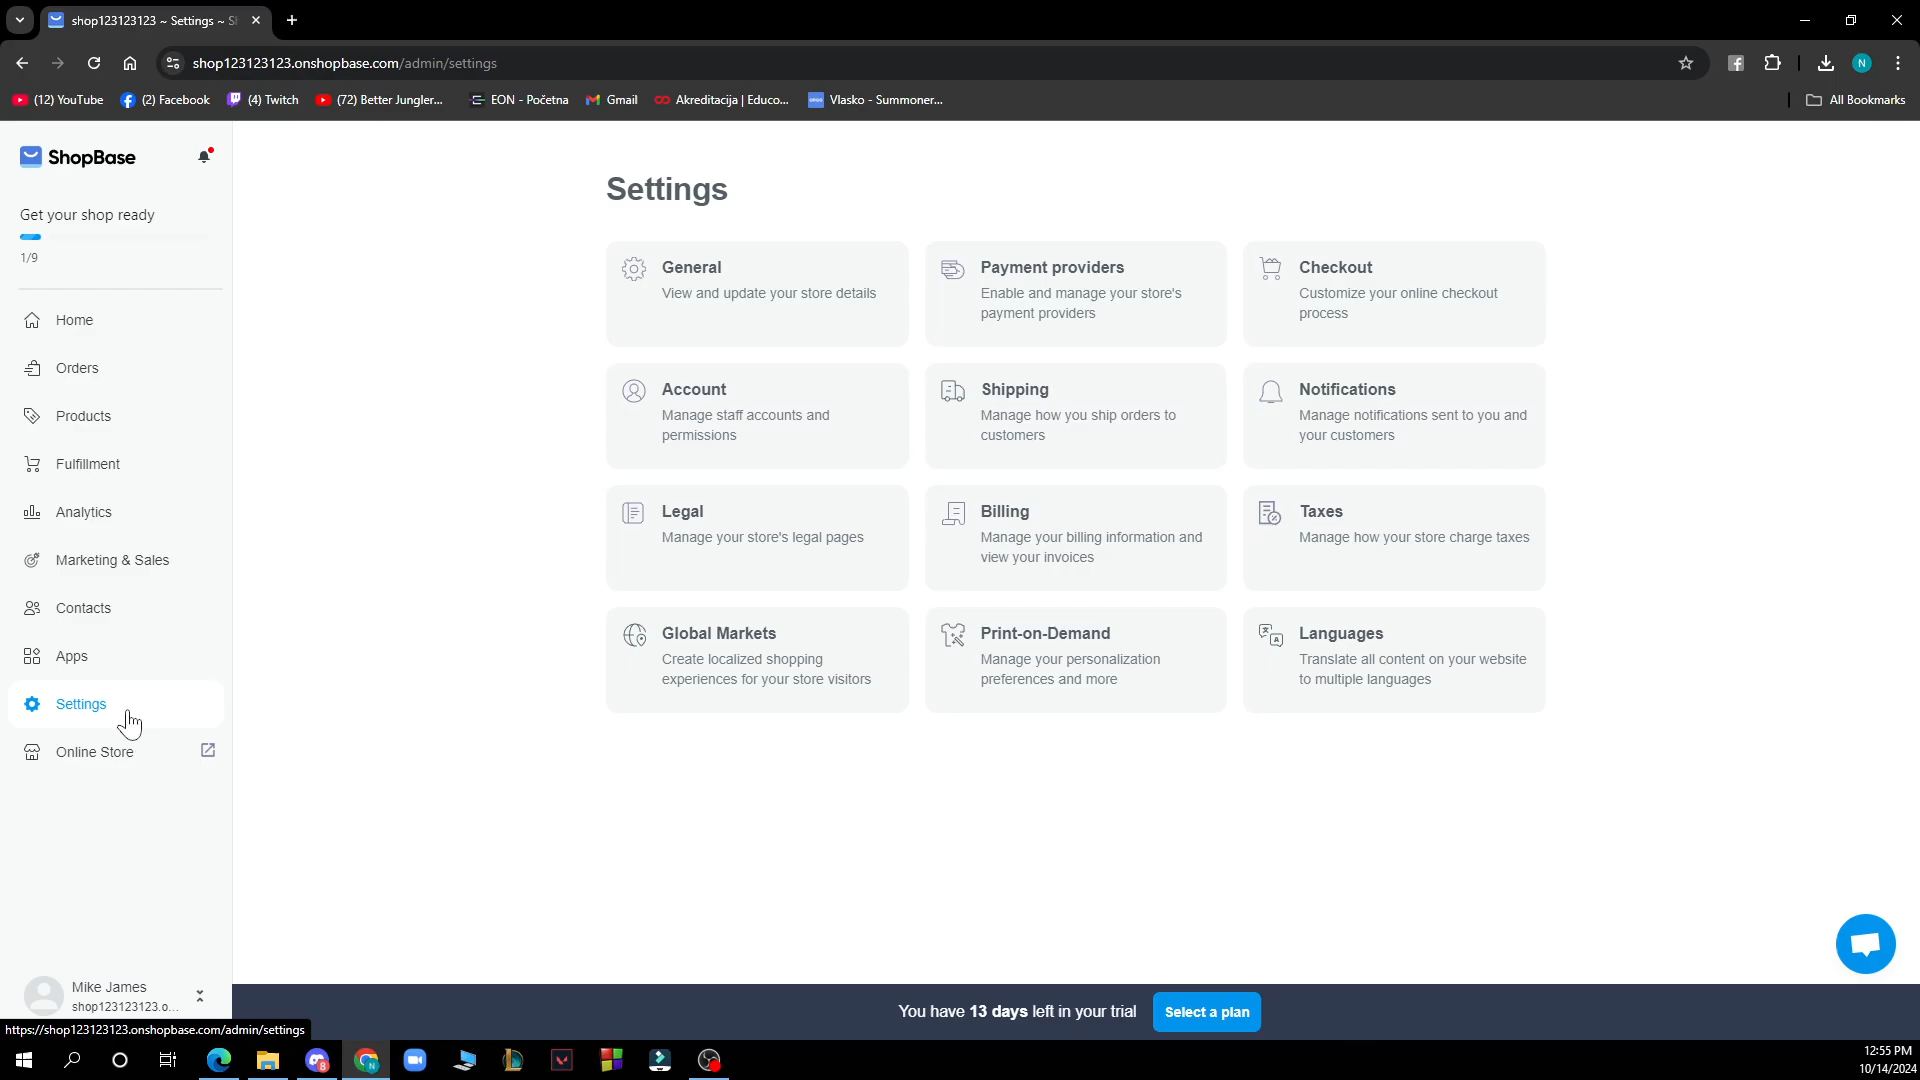 shop123123123 ~ Settings ~ S
shop123123123.onshopbase.com/admin/settings
(12) YouTube
(2) Facebook
(4) Twitch
(72) Better Jungler...
EON - Početna
Gmail
Akreditacija | Educo...
Vlasko - Summoner...
All Bookmarks
N
ShopBase
Get your shop ready
1/9
Home
Orders
Products
Fulfillment
Analytics
Marketing & Sales
Contacts
Apps
Settings
Online Store
Mike James
shop123123123.o...
https://shop123123123.onshopbase.com/admin/settings
Settings
General
View and update your store details
Payment providers
Enable and manage your store's
payment providers
Checkout
Customize your online checkout
process
Account
Manage staff accounts and
permissions
Shipping
Manage how you ship orders to
customers
Notifications
Manage notifications sent to you and
your customers
Legal
Manage your store's legal pages
Billing
Manage your billing information and
view your invoices
Taxes
Manage how your store charge taxes
Global Markets
Create localized shopping
experiences for your store visitors
Print-on-Demand
Manage your personalization
preferences and more
Languages
Translate all content on your website
to multiple languages
You have 13 days left in your trial
Select a plan
8
12:55 PM
10/14/2024